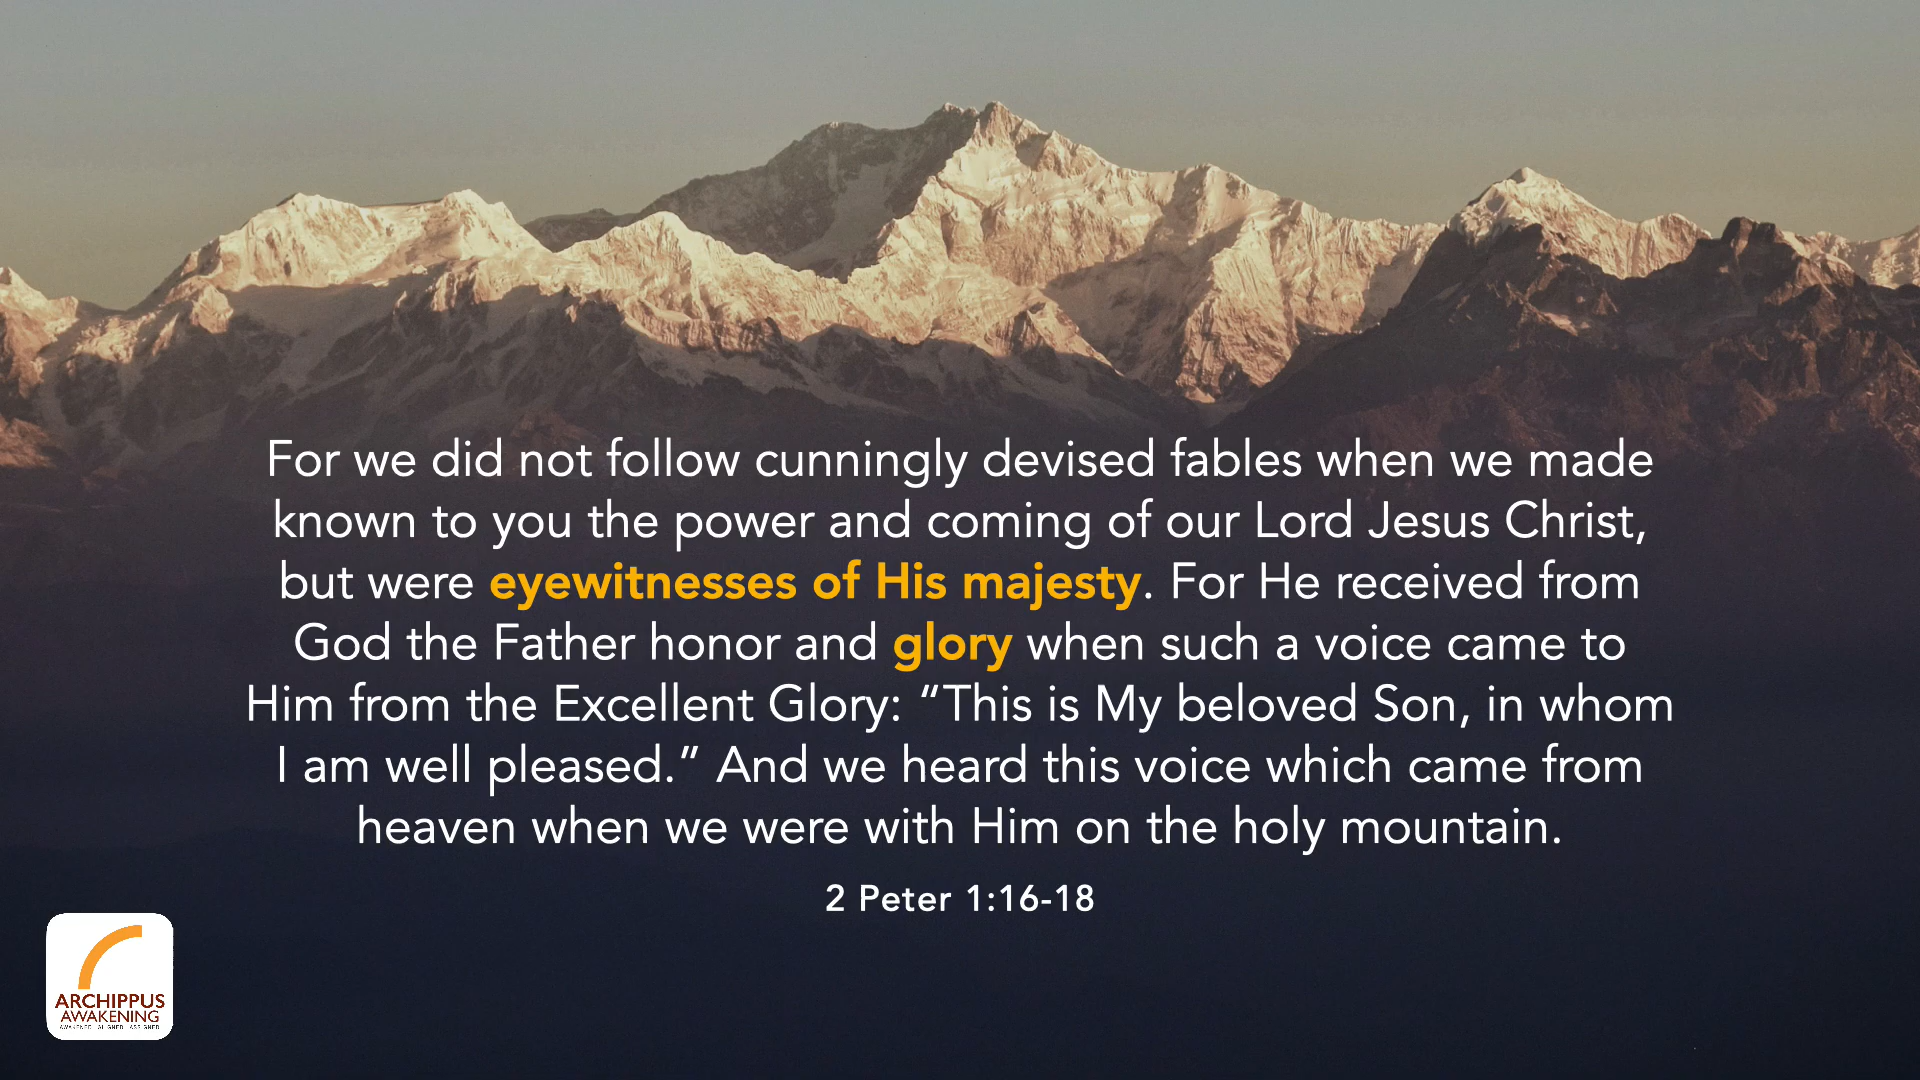 For we did not follow cunningly devised fables when we made
known to you the power and coming of our Lord Jesus Christ,
but were eyewitnesses of His majesty. For He received from
God the Father honor and glory when such a voice came to
Him from the Excellent Glory: “This is My beloved Son, in whom
I am well pleased.” And we heard this voice which came from
heaven when we were with Him on the holy mountain.
2 Peter 1:16-18
ARCHIPPUS
AWAKENING
AWAKENED ALIGNED ASSIGNED